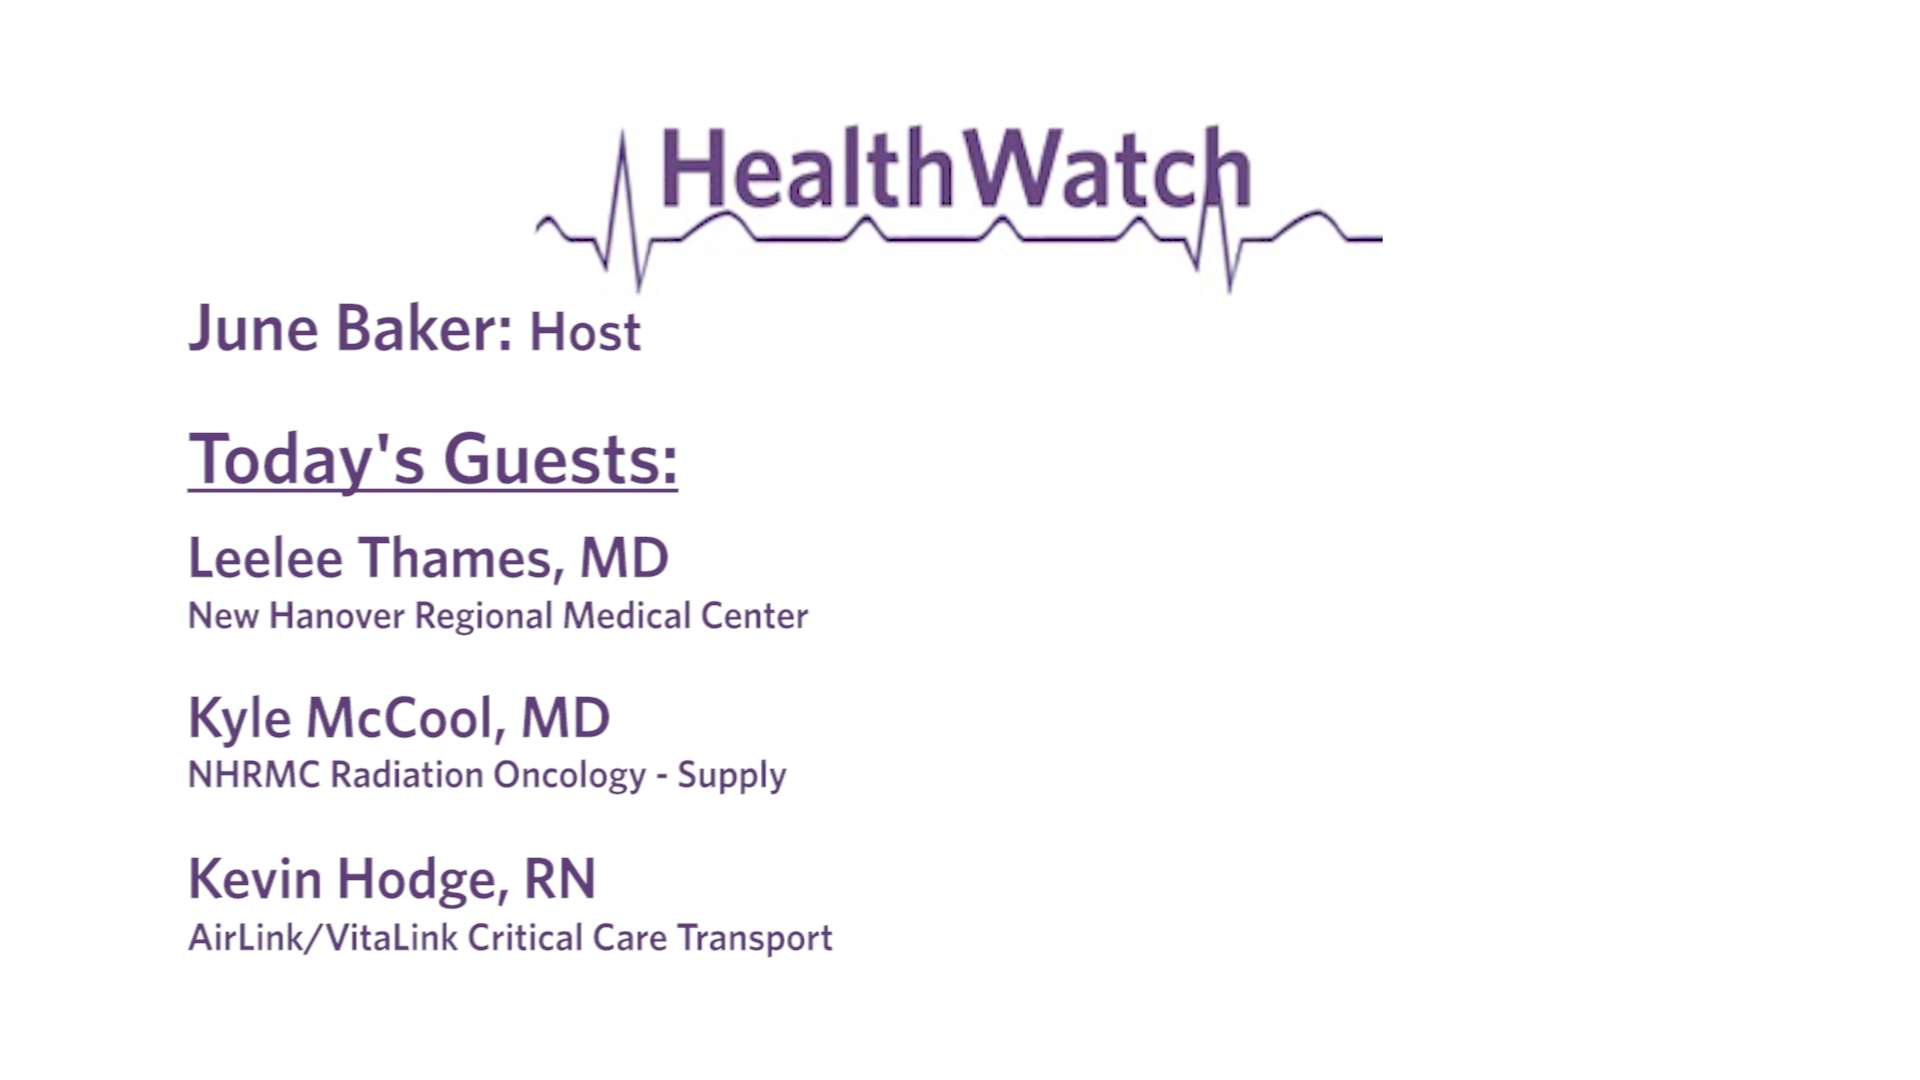 HealthWatch
June Baker: Host
Today's Guests:
Leelee Thames, MD
New Hanover Regional Medical Center
Kyle McCool, MD
NHRMC Radiation Oncology - Supply
Kevin Hodge, RN
AirLink/VitaLink Critical Care Transport